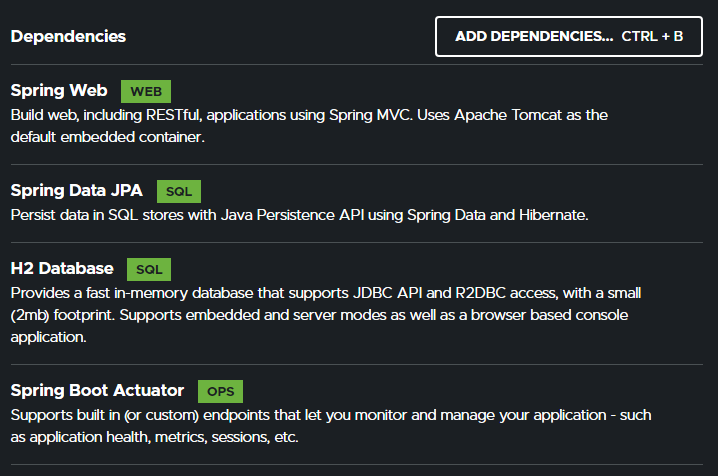 Dependencies
ADD DEPENDENCIES... CTRL + B
Spring Web WEB
Build web, including RESTful, applications using Spring MVC. Uses Apache Tomcat as the
default embedded container.
Spring Data JPA SQL
Persist data in SQL stores with Java Persistence API using Spring Data and Hibernate.
H2 Database SQL
Provides a fast in-memory database that supports JDBC API and R2DBC access, with a small
(2mb) footprint. Supports embedded and server modes as well as a browser based console
application.
Spring Boot Actuator OPS
Supports built in (or custom) endpoints that let you monitor and manage your application - such
as application health, metrics, sessions, etc.